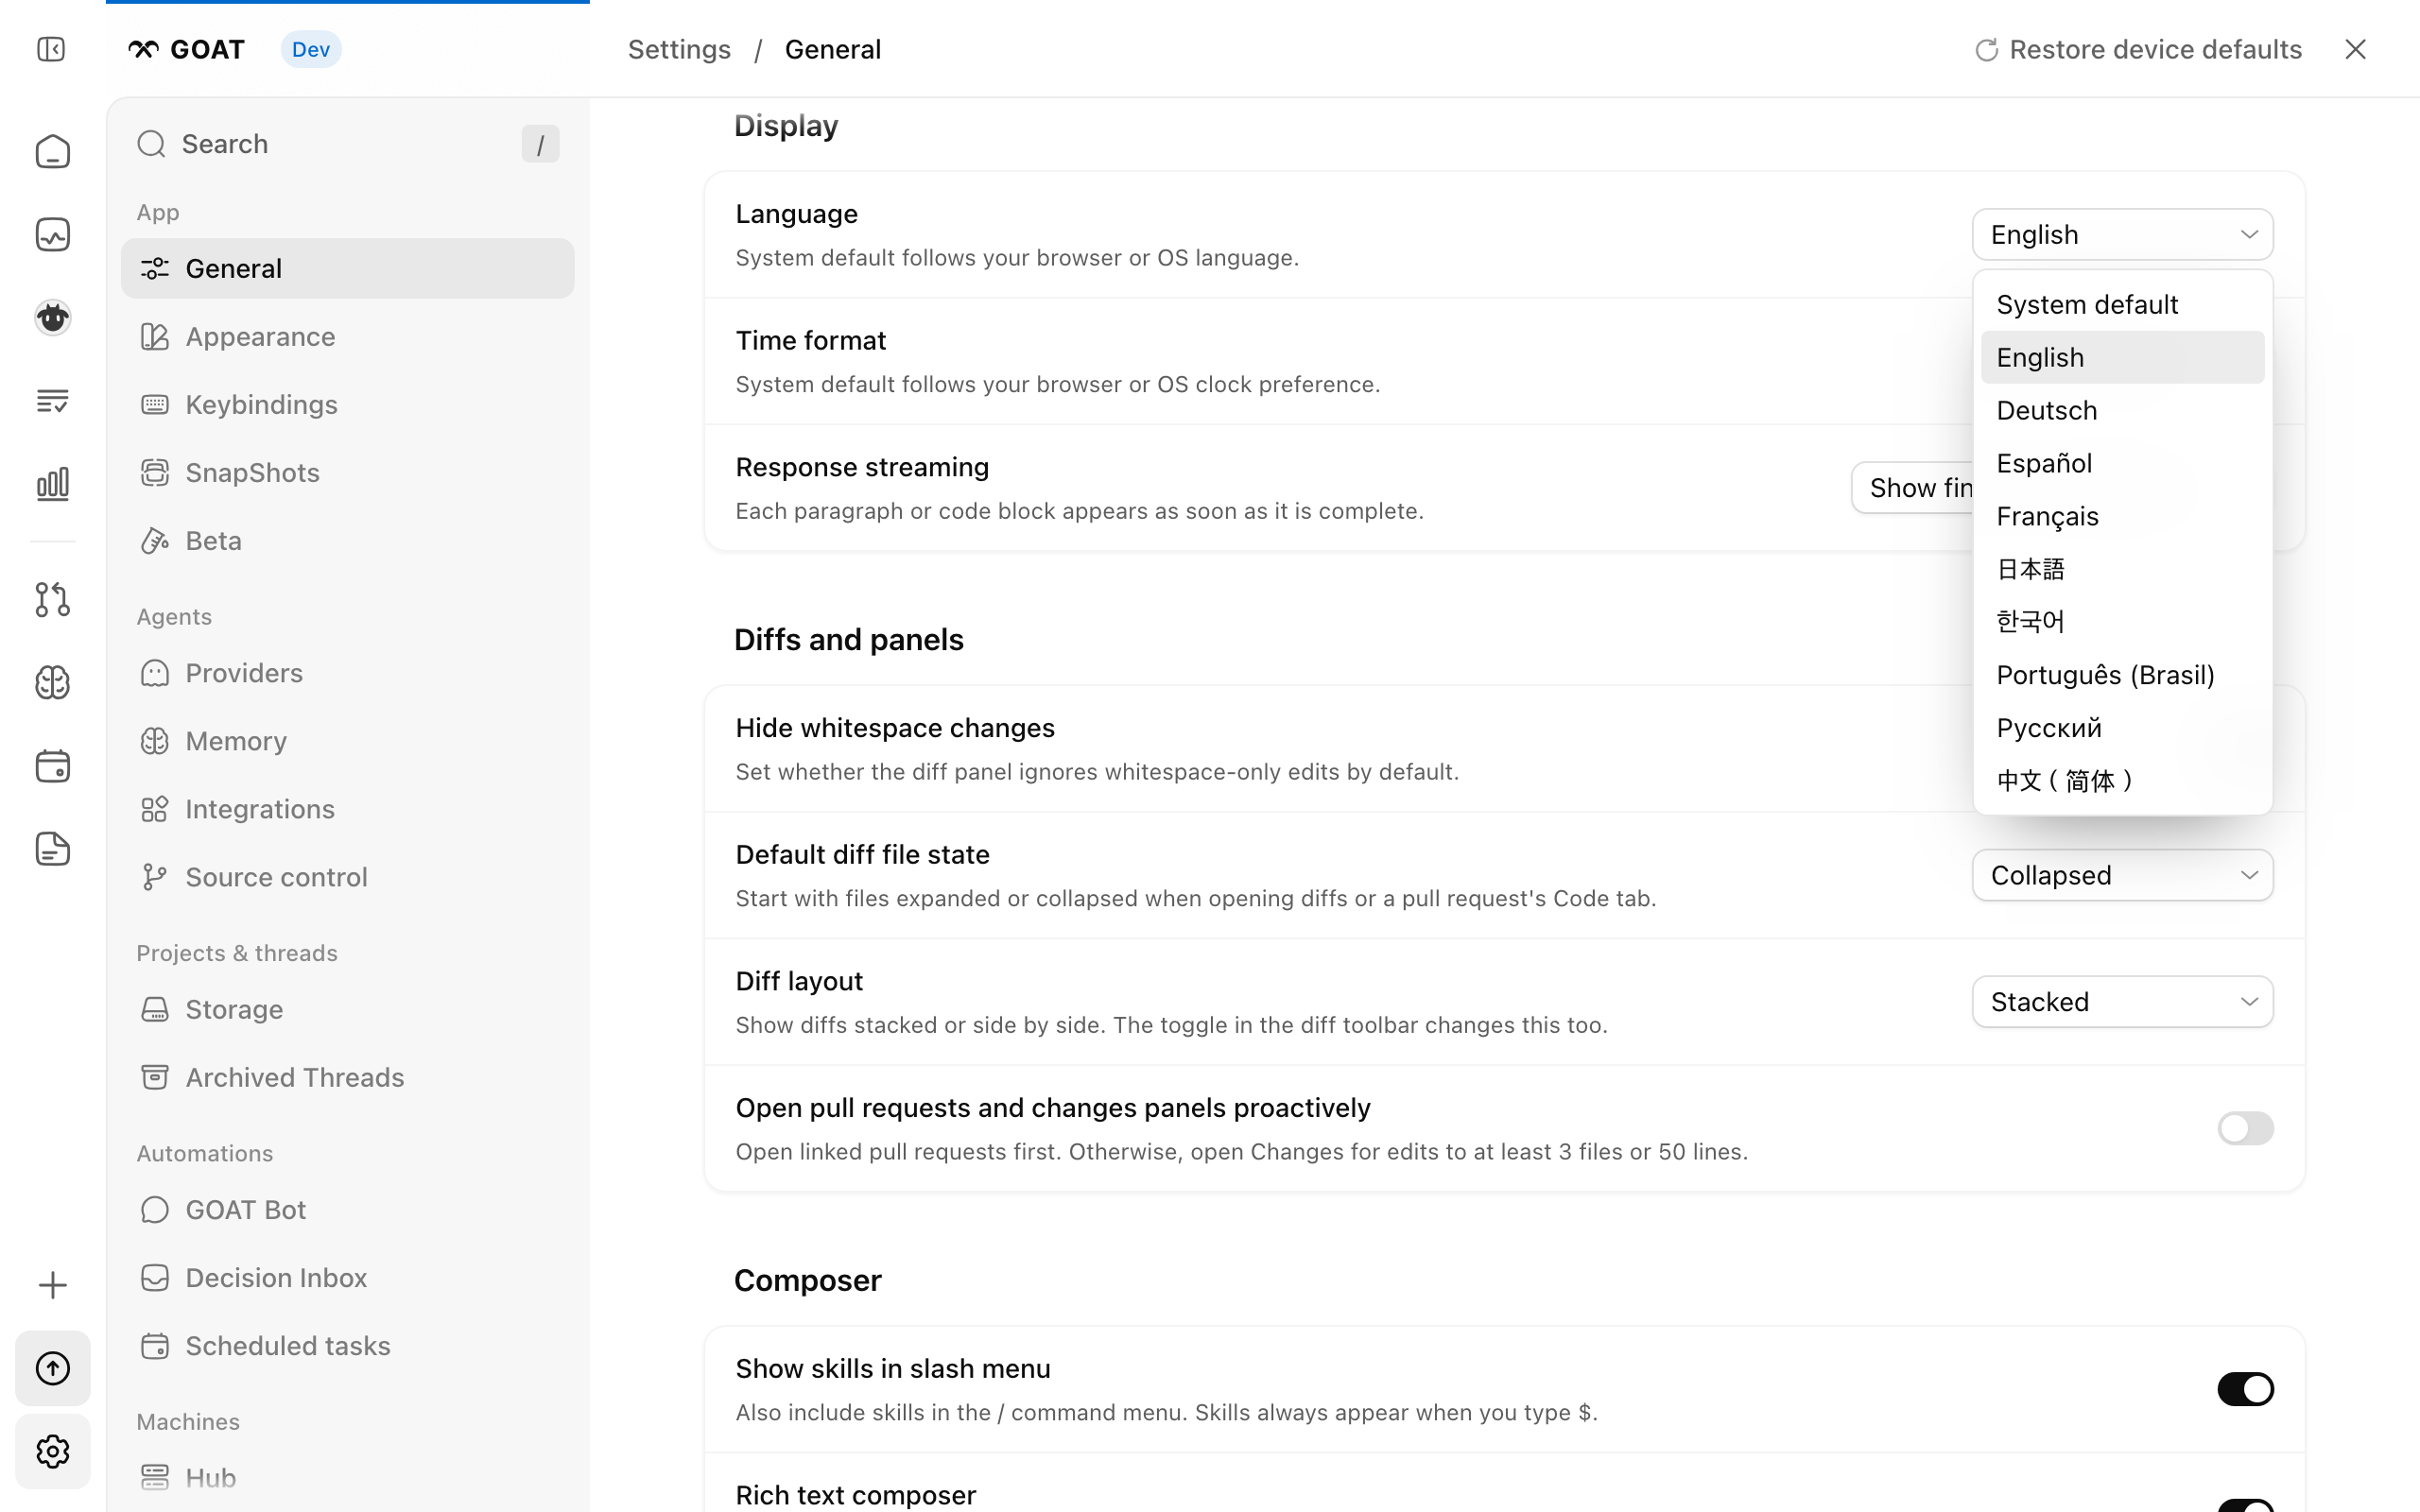 GOAT
Dev
Settings / General
Restore device defaults
Search
/
App
General
Appearance
Keybindings
SnapShots
Beta
Agents
Providers
Memory
Integrations
Source control
Projects & threads
Storage
Archived Threads
Automations
GOAT Bot
Decision Inbox
Scheduled tasks
Machines
Hub
Display
Language
System default follows your browser or OS language.
English
System default
English
Deutsch
Español
Français
日本語
한국어
Português (Brasil)
Русский
中文（简体）
Time format
System default follows your browser or OS clock preference.
Response streaming
Each paragraph or code block appears as soon as it is complete.
Show fin
Diffs and panels
Hide whitespace changes
Set whether the diff panel ignores whitespace-only edits by default.
Default diff file state
Start with files expanded or collapsed when opening diffs or a pull request's Code tab.
Collapsed
Diff layout
Show diffs stacked or side by side. The toggle in the diff toolbar changes this too.
Stacked
Open pull requests and changes panels proactively
Open linked pull requests first. Otherwise, open Changes for edits to at least 3 files or 50 lines.
Composer
Show skills in slash menu
Also include skills in the / command menu. Skills always appear when you type $.
Rich text composer